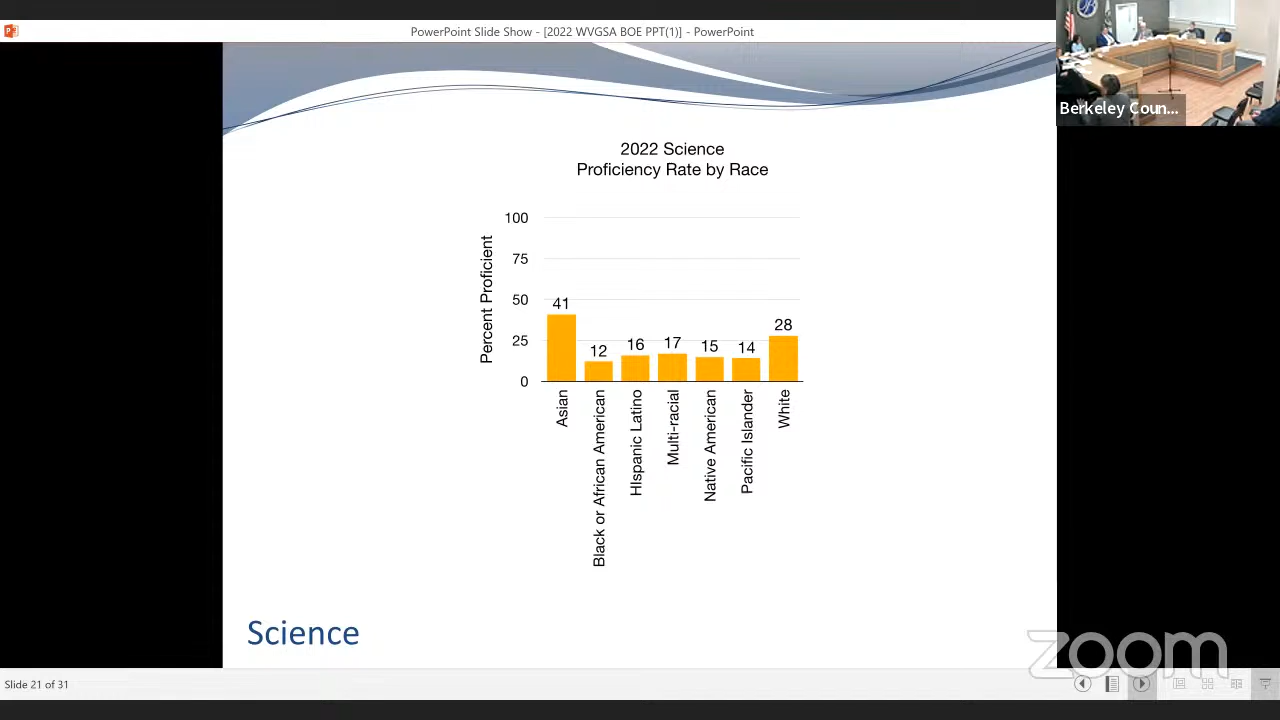 PowerPoint Slide Show - [2022 WVGSA BOE PPT(1)] - PowerPoint
Berkeley Coun...
2022 Science
Proficiency Rate by Race
Percent Proficient
100
75
50
25
0
41
12
16
17
15
14
28
Asian
Black or African American
HIspanic Latino
Multi-racial
Native American
Pacific Islander
White
Science
zoom
Slide 21 of 31